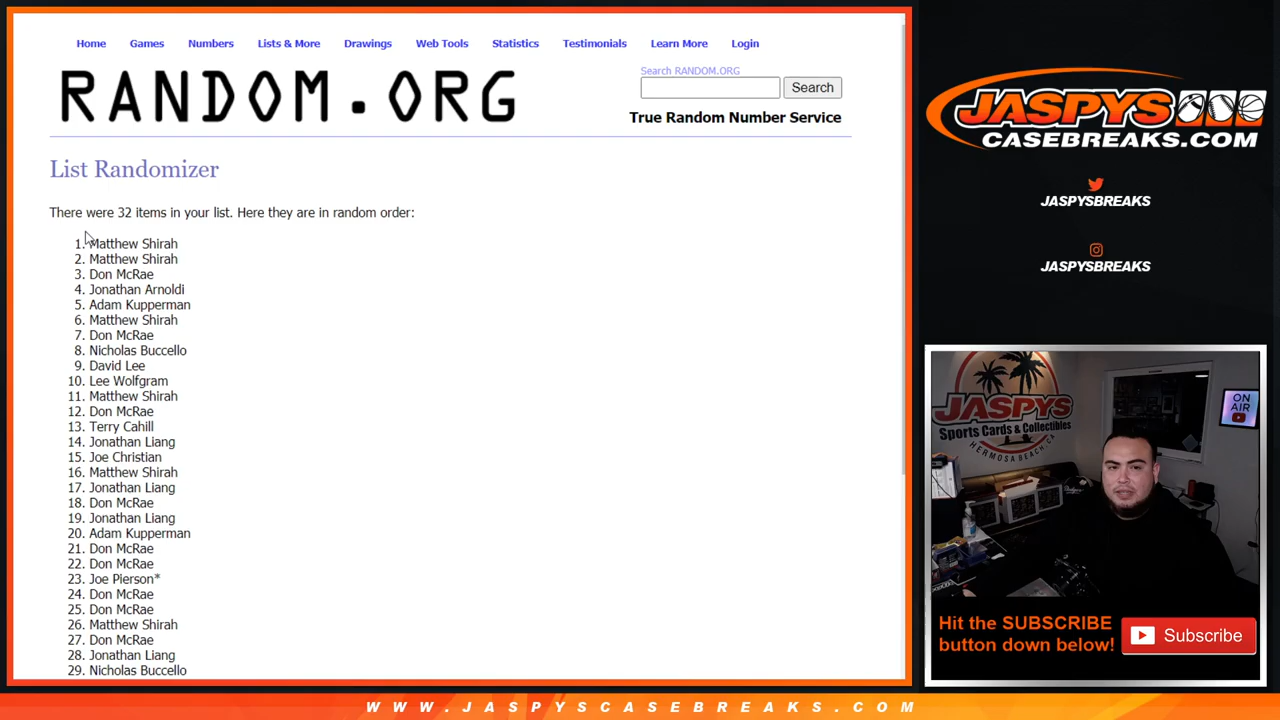 Home Games Numbers Lists & More Drawings Web Tools Statistics Testimonials Learn More Login
RANDOM.ORG
Search RANDOM.ORG
Search
True Random Number Service
List Randomizer
There were 32 items in your list. Here they are in random order:
1. Matthew Shirah
2. Matthew Shirah
3. Don McRae
4. Jonathan Arnoldi
5. Adam Kupperman
6. Matthew Shirah
7. Don McRae
8. Nicholas Buccello
9. David Lee
10. Lee Wolfgram
11. Matthew Shirah
12. Don McRae
13. Terry Cahill
14. Jonathan Liang
15. Joe Christian
16. Matthew Shirah
17. Jonathan Liang
18. Don McRae
19. Jonathan Liang
20. Adam Kupperman
21. Don McRae
22. Don McRae
23. Joe Pierson*
24. Don McRae
25. Don McRae
26. Matthew Shirah
27. Don McRae
28. Jonathan Liang
29. Nicholas Buccello
JASPYS
CASEBREAKS.COM
JASPYSBREAKS
JASPYSBREAKS
JASPYS
Sports Cards & Collectibles
HERMOSA BEACH, CA
ON
AIR
Hit the SUBSCRIBE
button down below!
Subscribe
WWW.JASPYSCASEBREAKS.COM